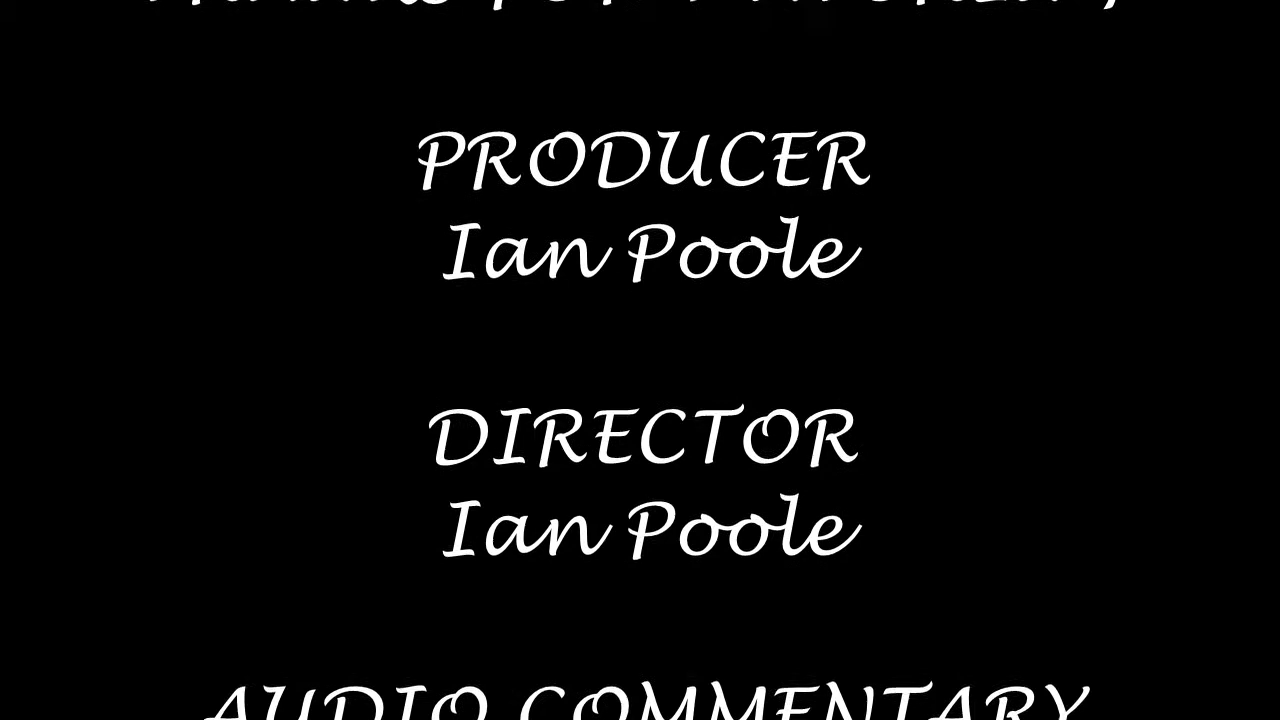 PRODUCER
Ian Poole
DIRECTOR
Ian Poole
AUDIO COMMENTARY